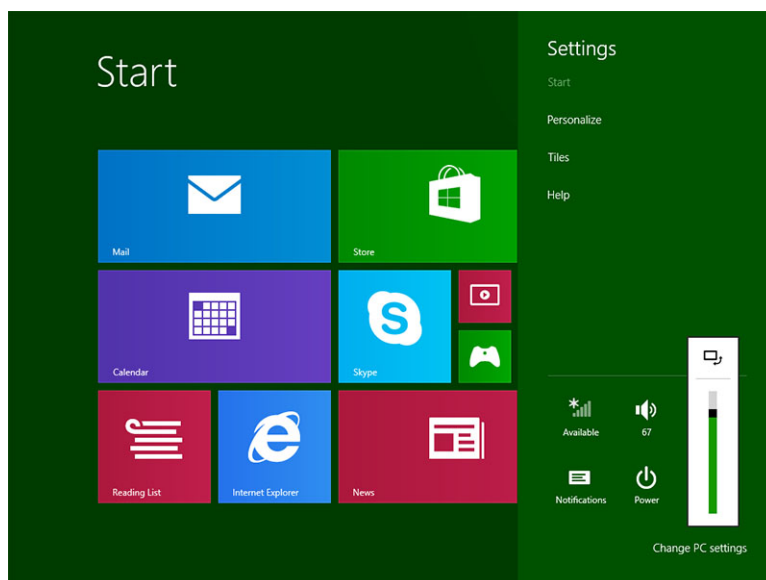 Start
Mail
Store
Calendar
Skype
Reading List
Internet Explorer
News
Settings
Start
Personalize
Tiles
Help
Available
67
Notifications
Power
Change PC settings